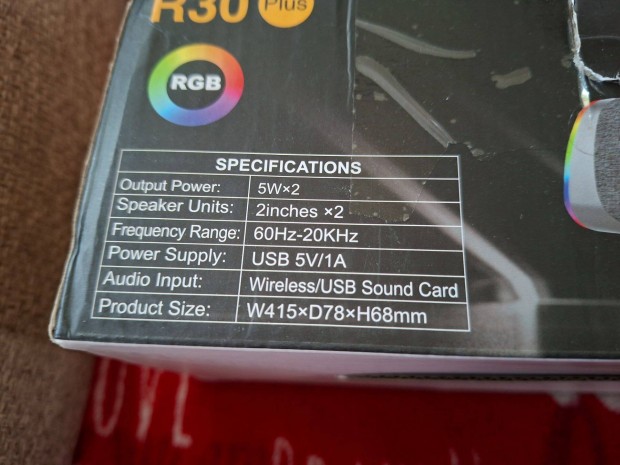 R30 Plus
RGB
SPECIFICATIONS
Output Power: 5W×2
Speaker Units: 2inches ×2
Frequency Range: 60Hz-20KHz
Power Supply: USB 5V/1A
Audio Input: Wireless/USB Sound Card
Product Size: W415×D78×H68mm